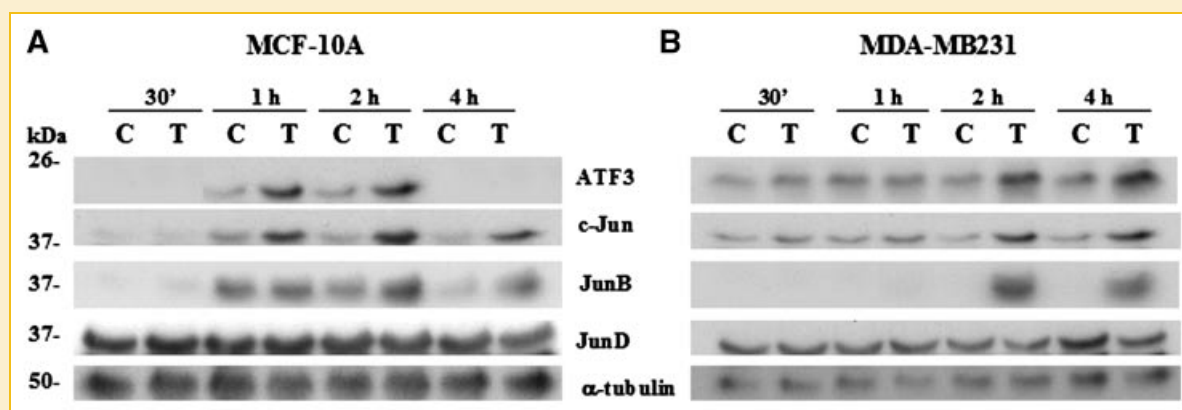 A MCF-10A B MDA-MB231
30' 1 h 2 h 4 h 30' 1 h 2 h 4 h
kDa C T C T C T C T C T C T C T C T
26-
ATF3
c-Jun
37-
37- JunB
37- JunD
50- α-tubulin